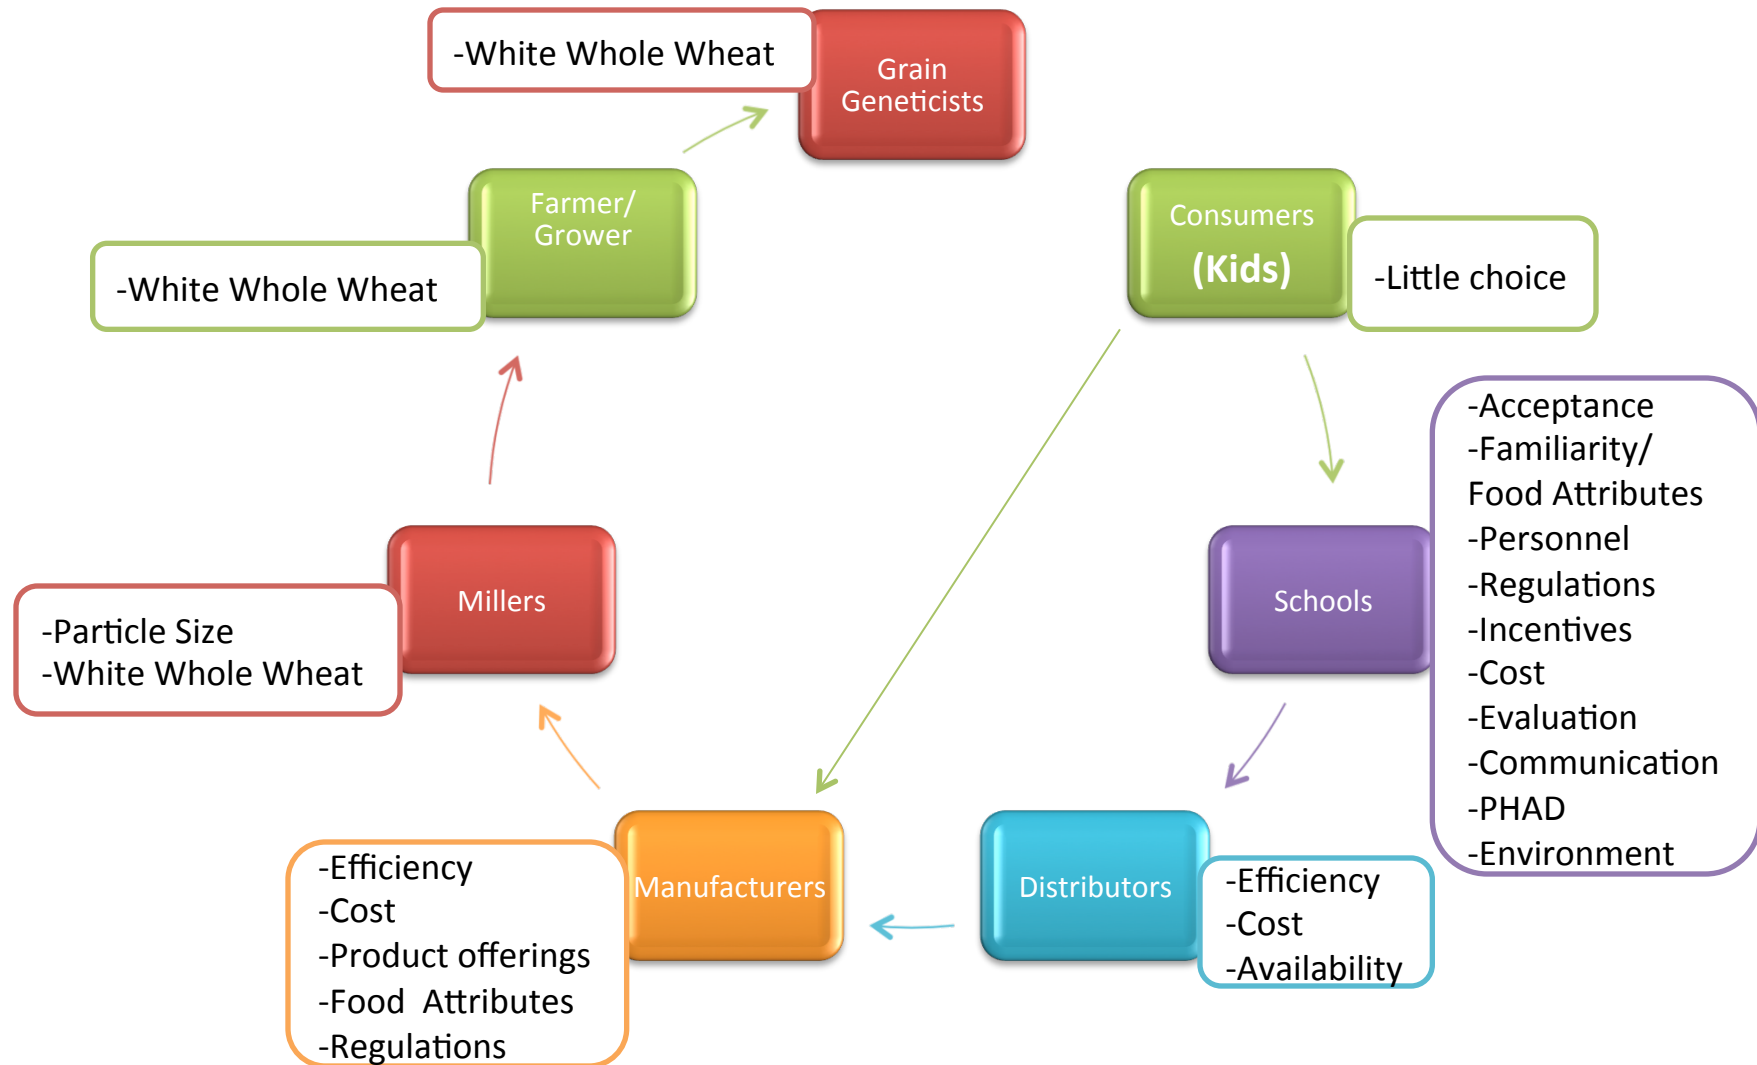 -White Whole Wheat
Grain
Geneticists
Farmer/
Grower
-White Whole Wheat
Consumers
(Kids)
-Little choice
-Acceptance
-Familiarity/
Food Attributes
-Personnel
-Regulations
-Incentives
-Cost
-Evaluation
-Communication
-PHAD
-Environment
Schools
Millers
-Particle Size
-White Whole Wheat
Manufacturers
-Efficiency
-Cost
-Product offerings
-Food  Attributes
-Regulations
Distributors
-Efficiency
-Cost
-Availability